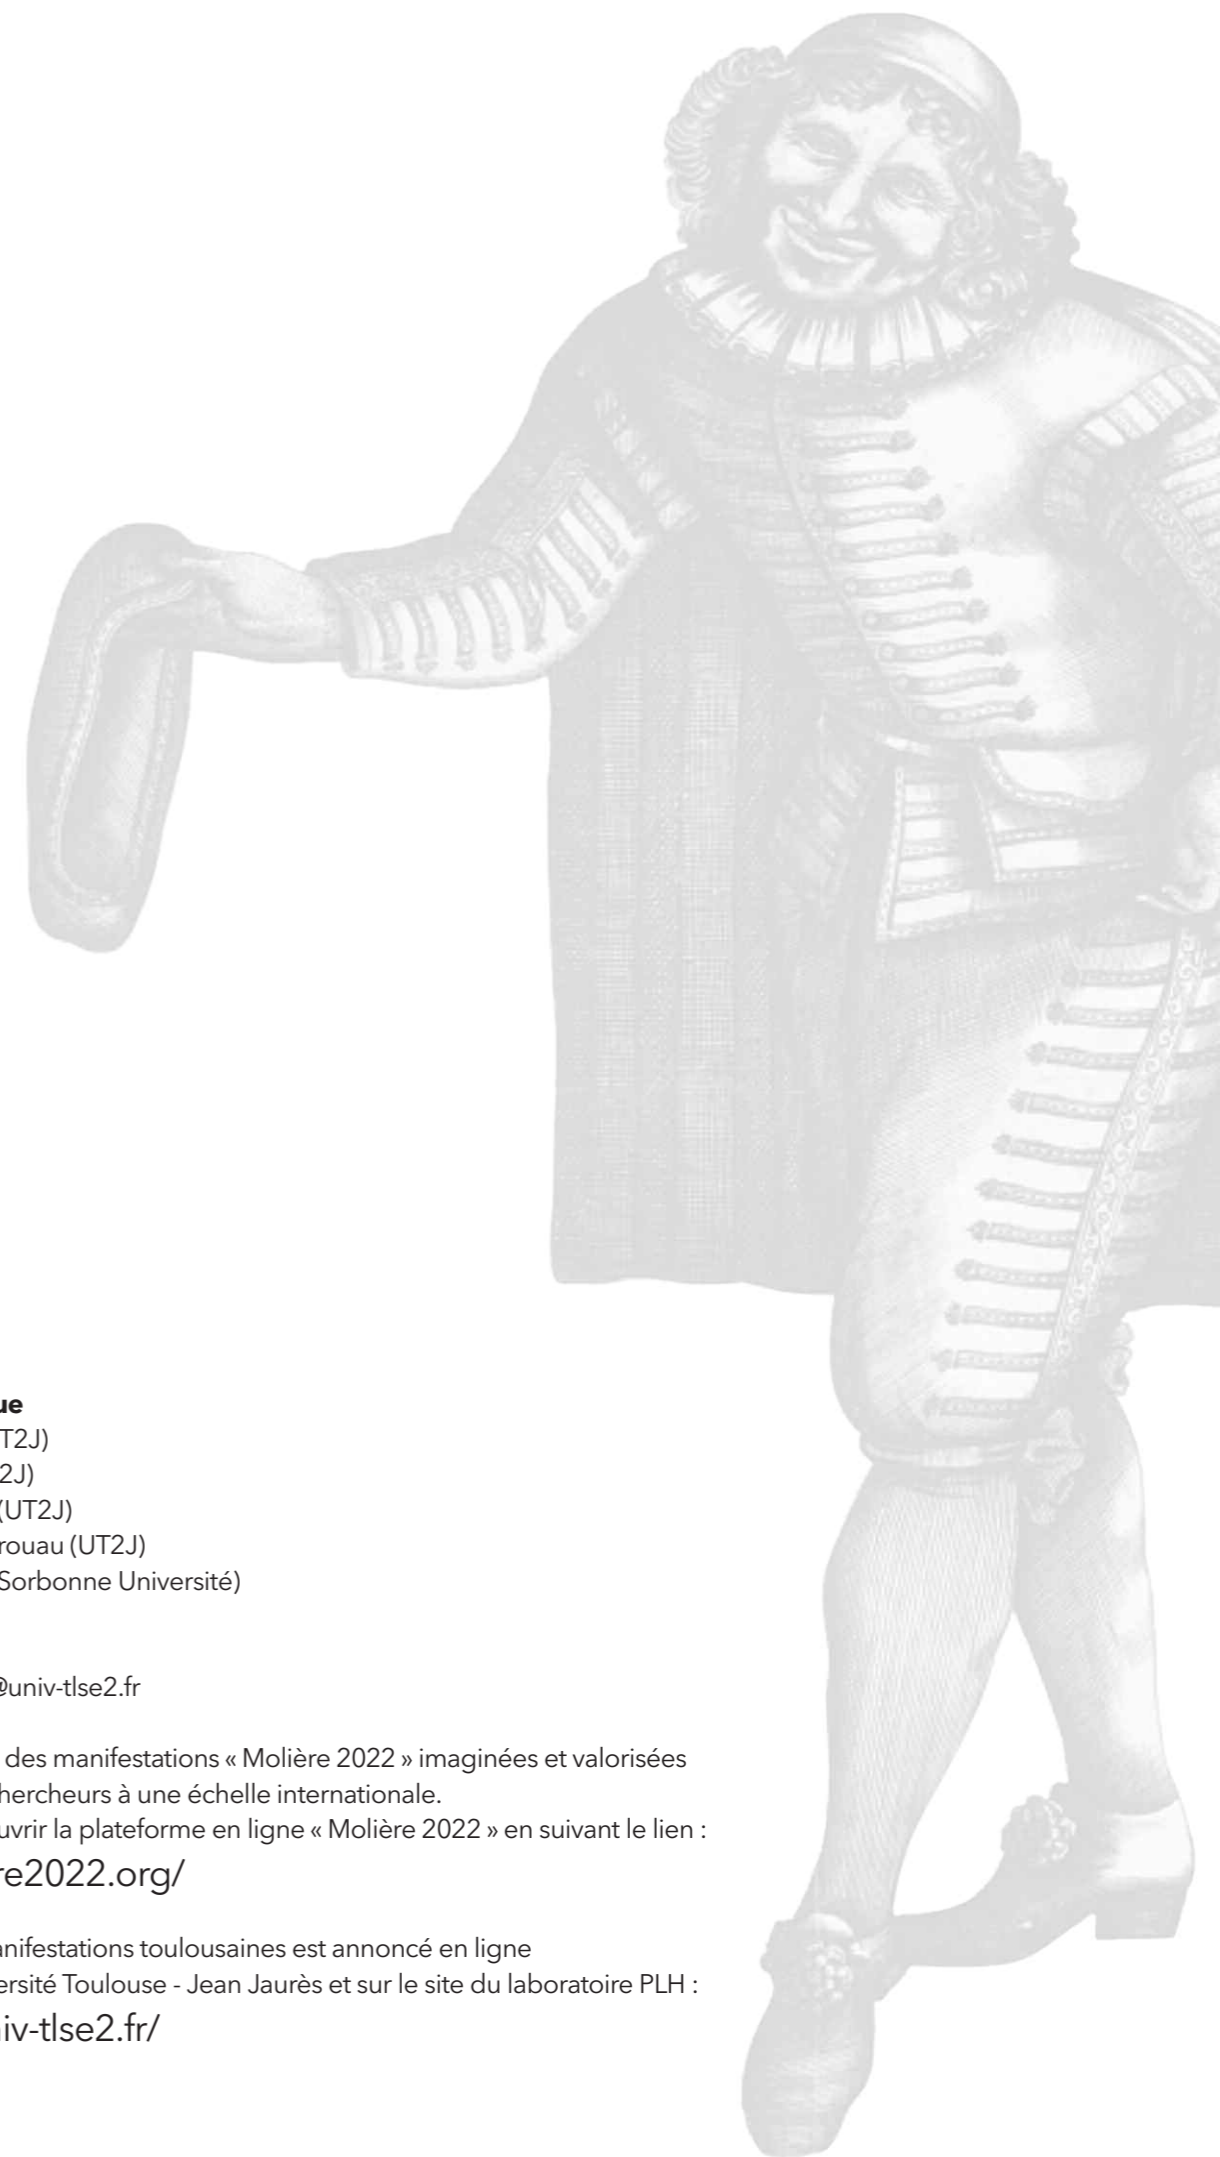 ue
T2J)
2J)
(UT2J)
rouau (UT2J)
Sorbonne Université)
@univ-tlse2.fr
des manifestations « Molière 2022 » imaginées et valorisées
hercheurs à une échelle internationale.
uvrir la plateforme en ligne « Molière 2022 » en suivant le lien :
re2022.org/
anifestations toulousaines est annoncé en ligne
ersité Toulouse - Jean Jaurès et sur le site du laboratoire PLH :
iv-tlse2.fr/